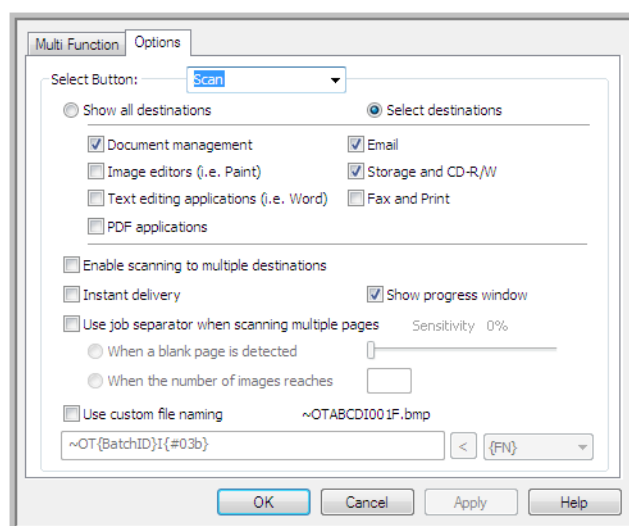 Multi Function Options
Select Button: Scan
Show all destinations Select destinations
Document management Email
Image editors (i.e. Paint) Storage and CD-R/W
Text editing applications (i.e. Word) Fax and Print
PDF applications
Enable scanning to multiple destinations
Instant delivery Show progress window
Use job separator when scanning multiple pages Sensitivity 0%
When a blank page is detected
When the number of images reaches
Use custom file naming ~OTABCDI001F.bmp
~OT{BatchID}I{#03b} < {FN}
OK Cancel Apply Help